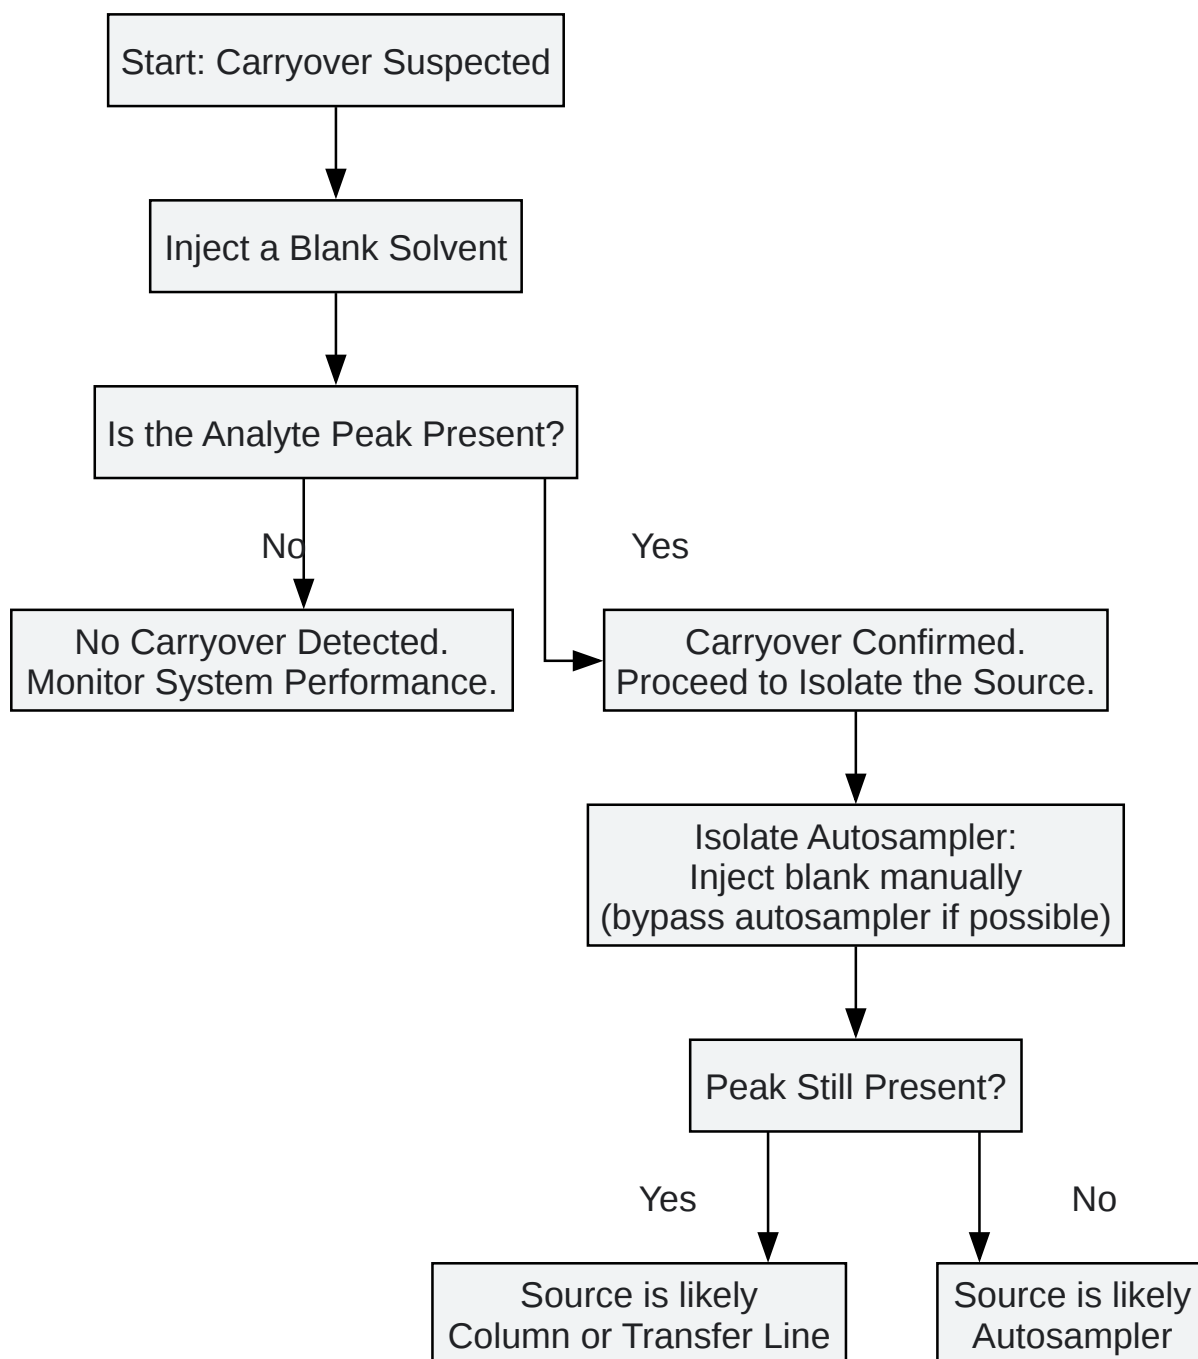 Start: Carryover Suspected
Inject a Blank Solvent
Is the Analyte Peak Present?
No
Yes
No Carryover Detected.
Monitor System Performance.
Carryover Confirmed.
Proceed to Isolate the Source.
Isolate Autosampler:
Inject blank manually
(bypass autosampler if possible)
Peak Still Present?
Yes
No
Source is likely
Column or Transfer Line
Source is likely
Autosampler